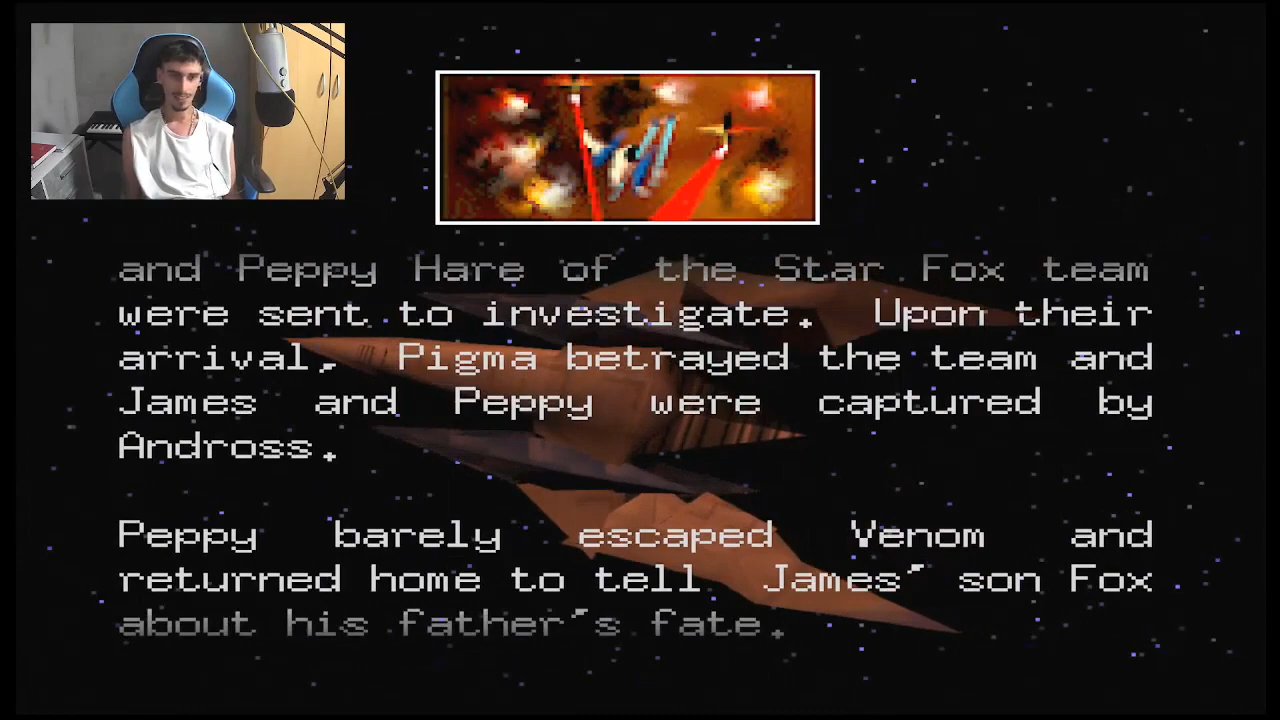 and Peppy Hare of the Star Fox team
were sent to investigate. Upon their
arrival, Pigma betrayed the team and
James and Peppy were captured by
Andross.
Peppy barely escaped Venom and
returned home to tell James' son Fox
about his father's fate.